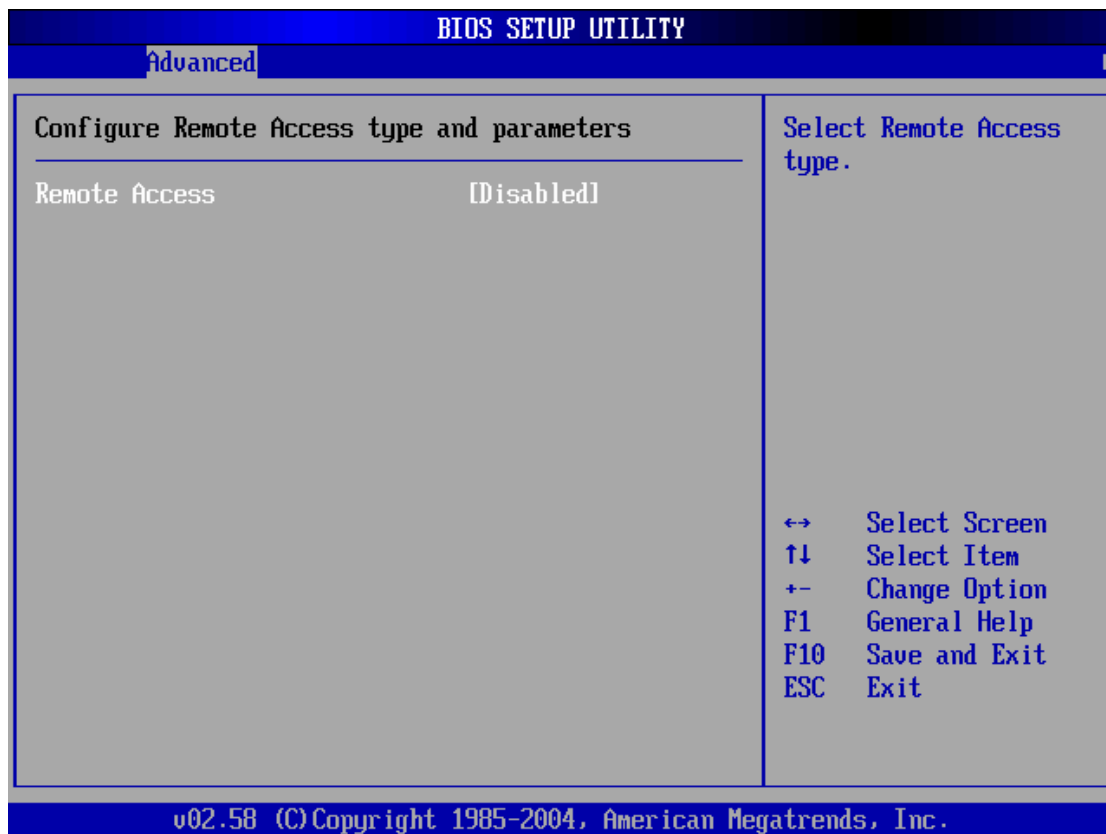 BIOS SETUP UTILITY
Advanced
Configure Remote Access type and parameters
Remote Access [Disabled]
Select Remote Access
type.
←→ Select Screen
↑↓ Select Item
+- Change Option
F1 General Help
F10 Save and Exit
ESC Exit
v02.58 (C)Copyright 1985-2004, American Megatrends, Inc.